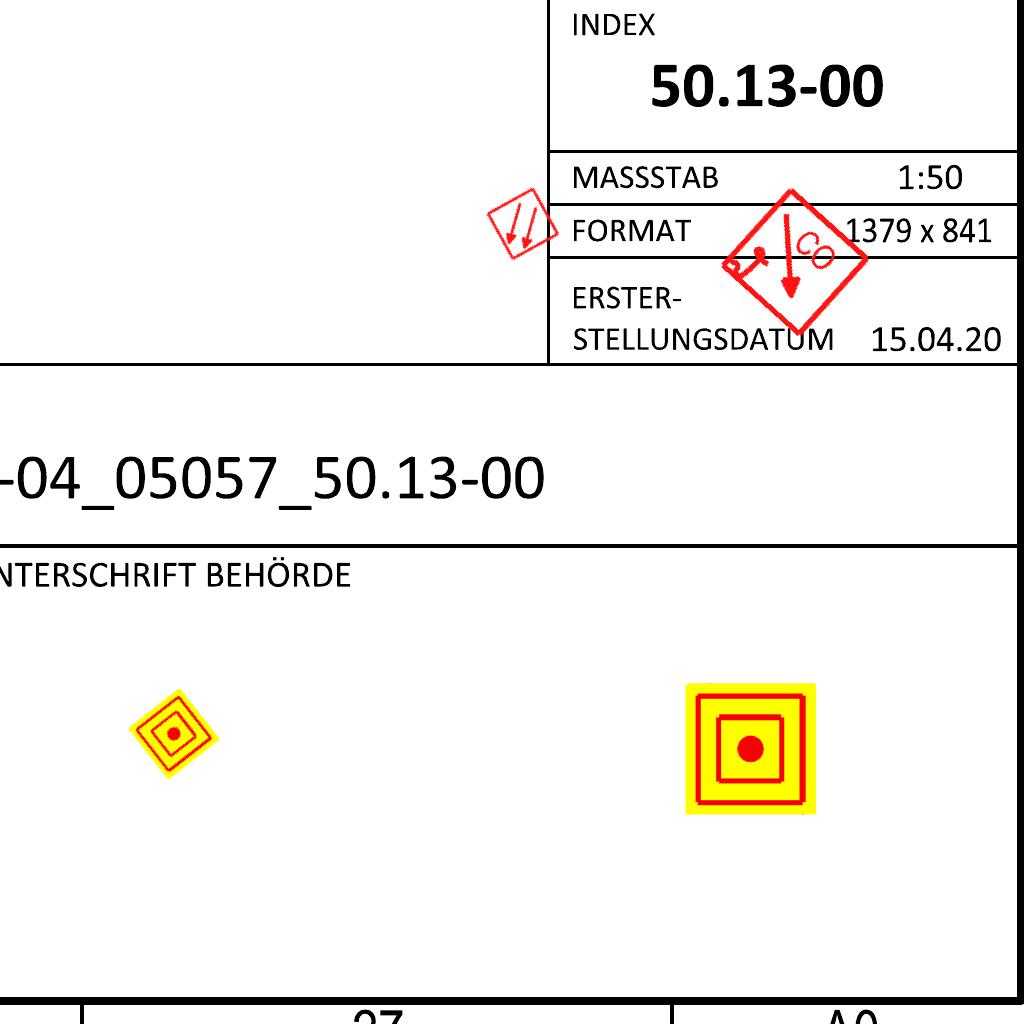 INDEX
50.13-00
MASSSTAB 1:50
FORMAT 1379 x 841
CO
ERSTER-
STELLUNGSDATUM 15.04.20
-04_05057_50.13-00
NTERSCHRIFT BEHÖRDE